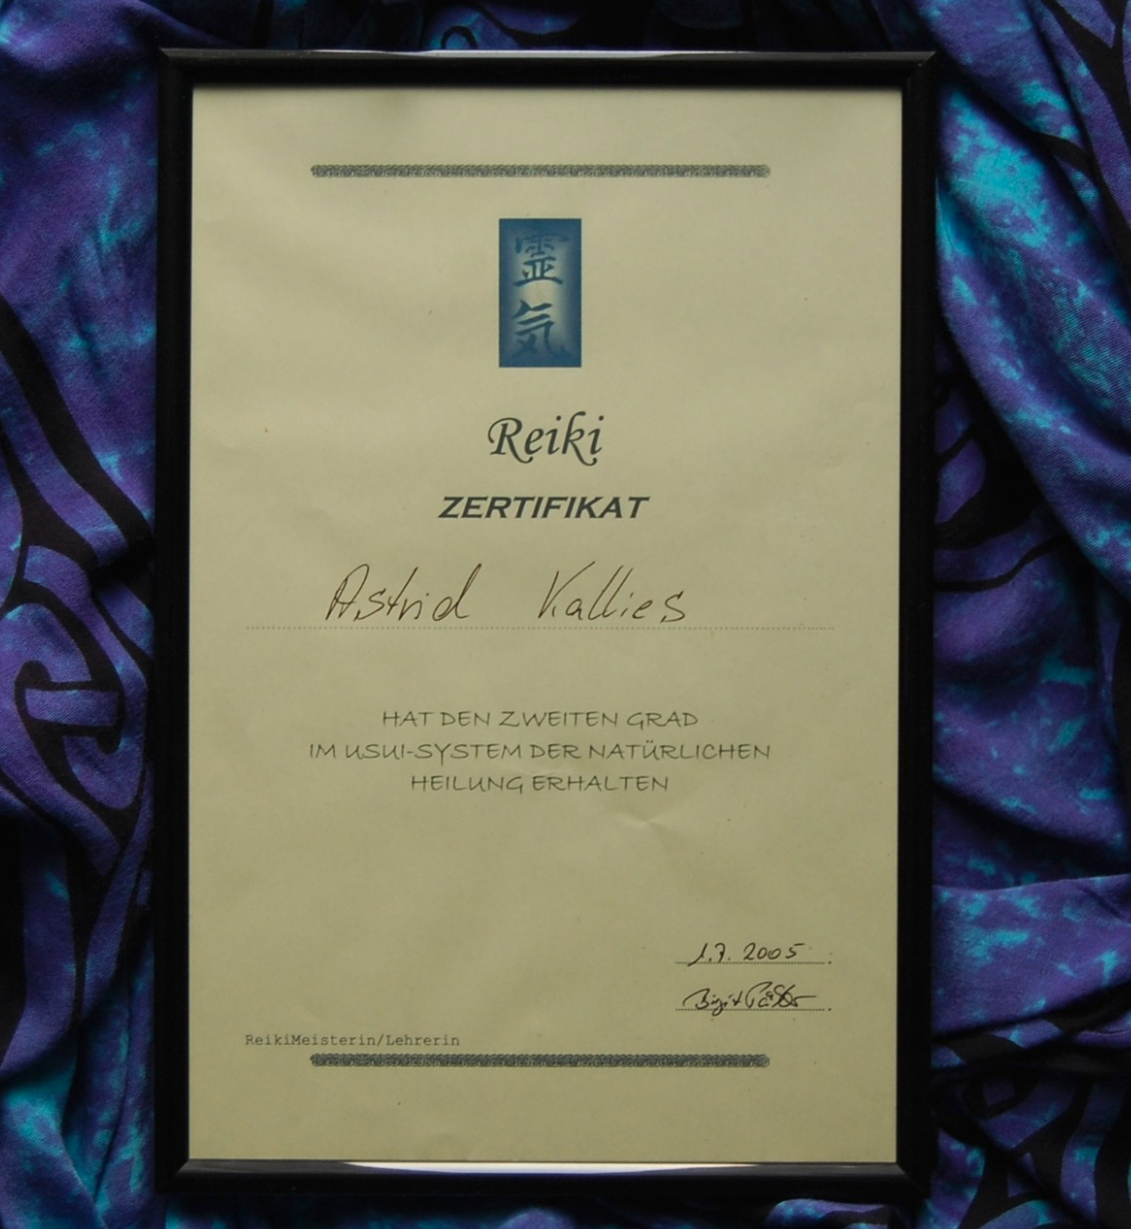 霊
気
Reiki
ZERTIFIKAT
Astrid Kallies
HAT DEN ZWEITEN GRAD
IM USUI-SYSTEM DER NATÜRLICHEN
HEILUNG ERHALTEN
1.7. 2005
Birgit
ReikiMeisterin/Lehrerin